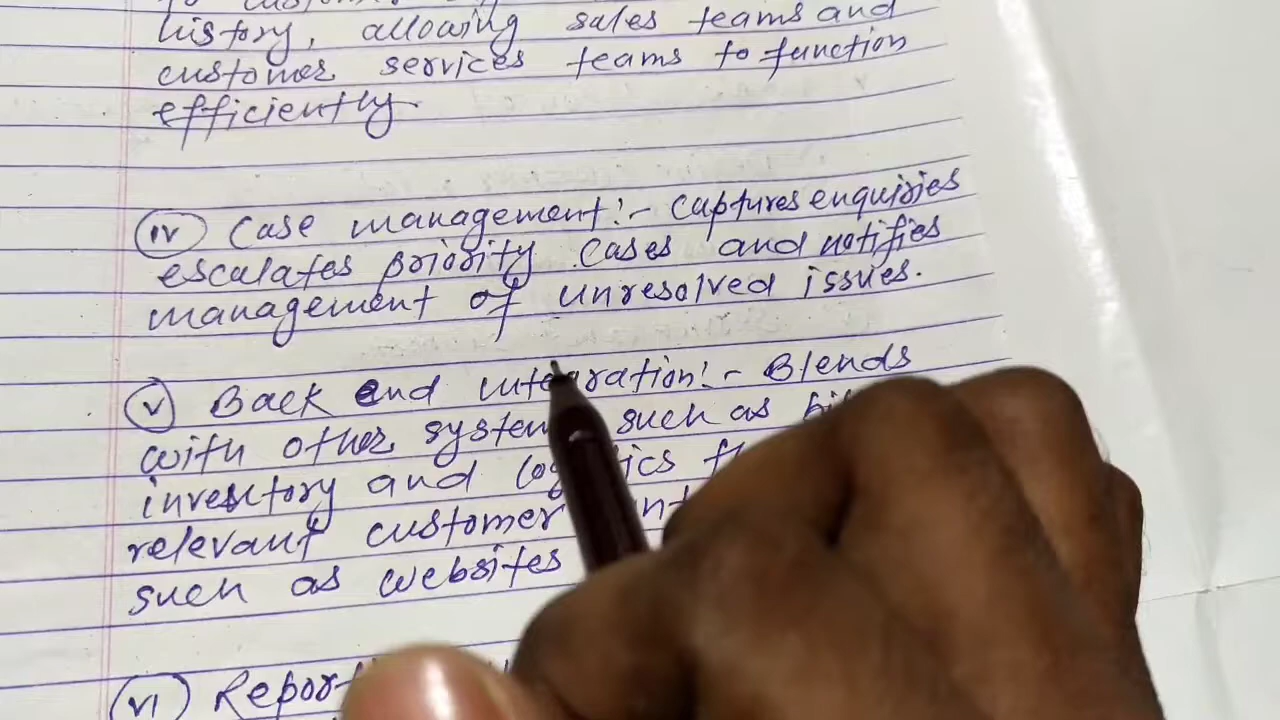 to
history, allowing sales teams and
customer services teams to function
efficiently.
(iv) Case management:- captures enquiries
escalates priority cases and notifies
management of unresolved issues.
(v) Back end integration:- Blends
with other system such as
inventory and
relevant customer
such as websites
(vi)